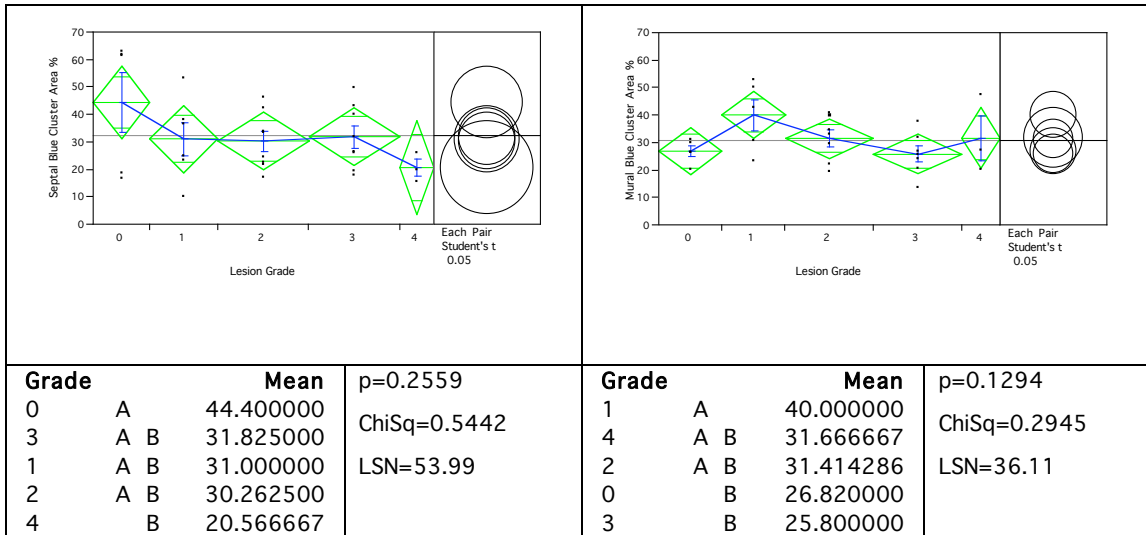 70
60
50
40
30
20
10
0
Septal Blue Cluster Area %
0 1 2 3 4
Lesion Grade
Each Pair
Student's t
0.05
70
60
50
40
30
20
10
0
Mural Blue Cluster Area %
0 1 2 3 4
Lesion Grade
Each Pair
Student's t
0.05
Grade Mean
0 A 44.400000
3 A B 31.825000
1 A B 31.000000
2 A B 30.262500
4 B 20.566667
p=0.2559
ChiSq=0.5442
LSN=53.99
Grade Mean
1 A 40.000000
4 A B 31.666667
2 A B 31.414286
0 B 26.820000
3 B 25.800000
p=0.1294
ChiSq=0.2945
LSN=36.11